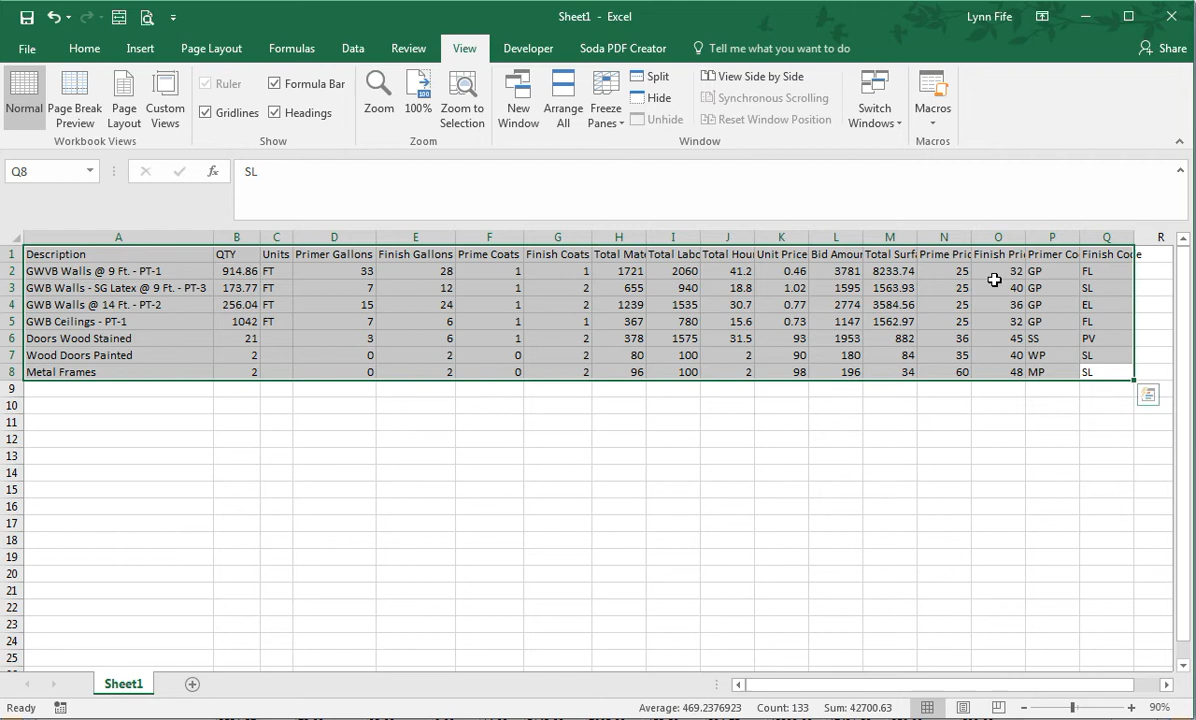 Sheet1 - Excel
Lynn Fife
File Home Insert Page Layout Formulas Data Review View Developer Soda PDF Creator Tell me what you want to do Share
Normal
Page Break Preview
Page Layout
Custom Views
Ruler
Formula Bar
Gridlines
Headings
Zoom
100%
100
Zoom to Selection
New Window
Arrange All
Freeze Panes
Split
Hide
Unhide
View Side by Side
Synchronous Scrolling
Reset Window Position
Switch Windows
Macros
Workbook Views
Show
Zoom
Window
Macros
Q8
fx
SL
A B C D E F G H I J K L M N O P Q R
1 Description QTY Units Primer Gallons Finish Gallons Prime Coats Finish Coats Total Mate Total Labo Total Hour Unit Price Bid Amoun Total Surfa Prime Pric Finish Pric Primer Co Finish Code
2 GWVB Walls @ 9 Ft. - PT-1 914.86 FT 33 28 1 1 1721 2060 41.2 0.46 3781 8233.74 25 32 GP FL
3 GWB Walls - SG Latex @ 9 Ft. - PT-3 173.77 FT 7 12 1 2 655 940 18.8 1.02 1595 1563.93 25 40 GP SL
4 GWB Walls @ 14 Ft. - PT-2 256.04 FT 15 24 1 2 1239 1535 30.7 0.77 2774 3584.56 25 36 GP EL
5 GWB Ceilings - PT-1 1042 FT 7 6 1 1 367 780 15.6 0.73 1147 1562.97 25 32 GP FL
6 Doors Wood Stained 21 3 6 1 2 378 1575 31.5 93 1953 882 36 45 SS PV
7 Wood Doors Painted 2 0 2 0 2 80 100 2 90 180 84 35 40 WP SL
8 Metal Frames 2 0 2 0 2 96 100 2 98 196 34 60 48 MP SL
9
10
11
12
13
14
15
16
17
18
19
20
21
22
23
24
25
Sheet1
Ready
Average: 469.2376923 Count: 133 Sum: 42700.63
90%